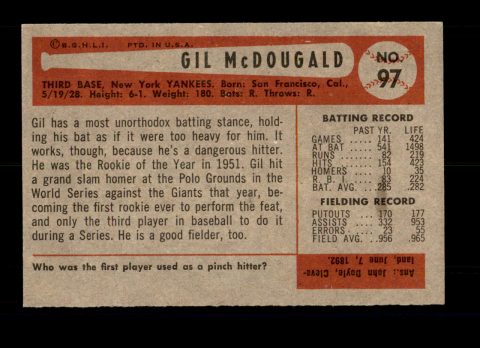 © B.G.H.L.I. PTD. IN U.S.A.
GIL McDOUGALD
NO.
97
THIRD BASE, New York YANKEES. Born: San Francisco, Cal.,
5/19/28. Height: 6-1. Weight: 180. Bats: R. Throws: R.
Gil has a most unorthodox batting stance, hold-
ing his bat as if it were too heavy for him. It
works, though, because he's a dangerous hitter.
He was the Rookie of the Year in 1951. Gil hit
a grand slam homer at the Polo Grounds in the
World Series against the Giants that year, be-
coming the first rookie ever to perform the feat,
and only the third player in baseball to do it
during a Series. He is a good fielder, too.
Who was the first player used as a pinch hitter?
BATTING RECORD
PAST YR. LIFE
GAMES 141 424
AT BAT 541 1498
RUNS 82 219
HITS 154 423
HOMERS 10 35
R. B. I. 83 224
BAT. AVG. .285 .282
FIELDING RECORD
PUTOUTS 170 177
ASSISTS 332 953
ERRORS 23 55
FIELD AVG. .956 .965
Ans.: John Doyle, Cleve-
land, June 7, 1892.